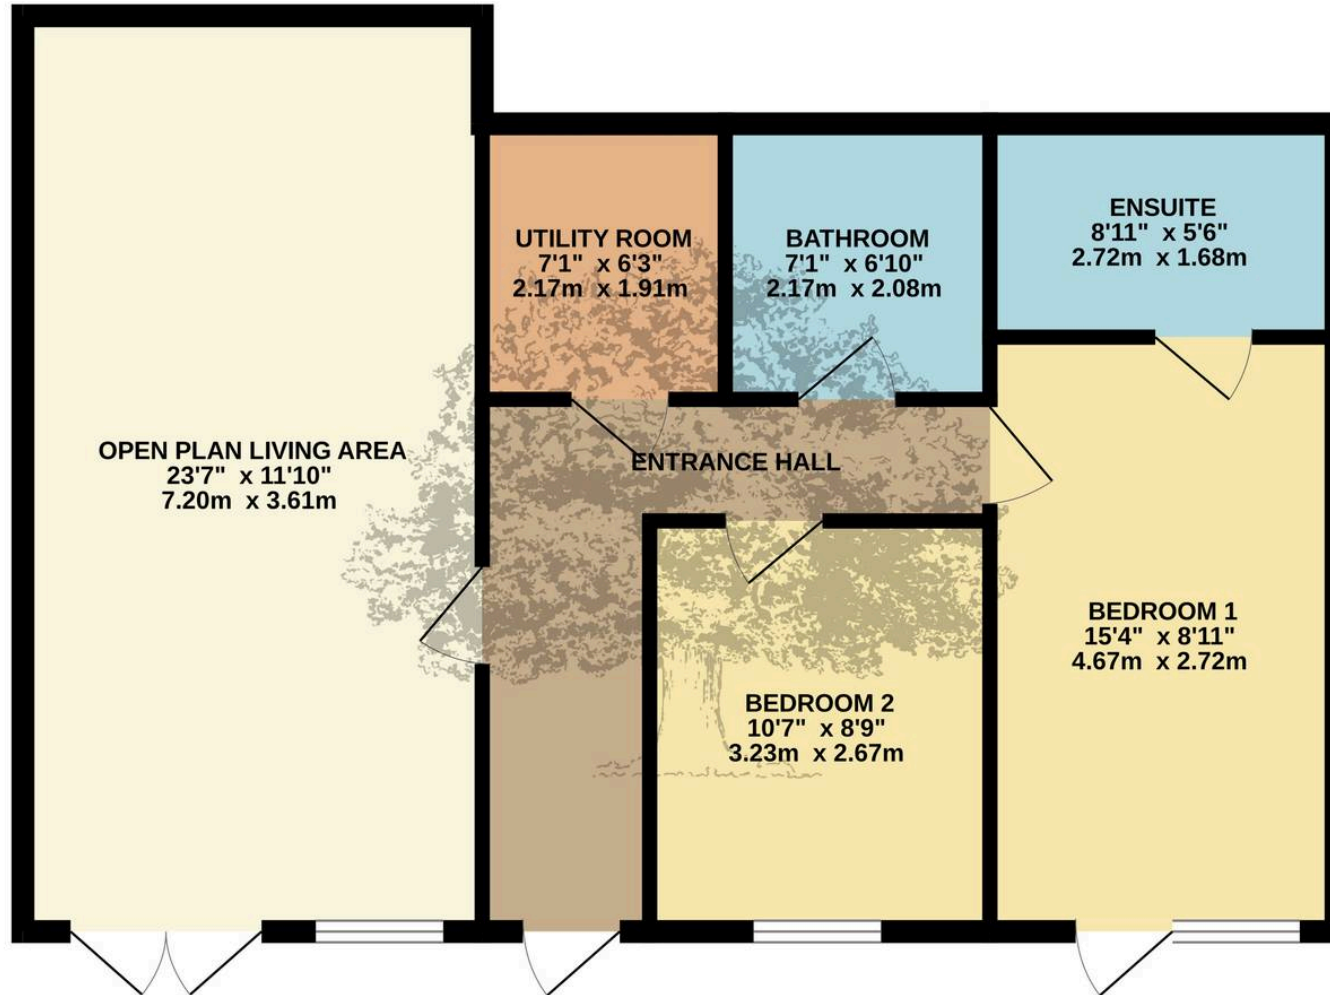 UTILITY ROOM
7'1" x 6'3"
2.17m x 1.91m
BATHROOM
7'1" x 6'10"
2.17m x 2.08m
ENSUITE
8'11" x 5'6"
2.72m x 1.68m
OPEN PLAN LIVING AREA
23'7" x 11'10"
7.20m x 3.61m
ENTRANCE HALL
BEDROOM 1
15'4" x 8'11"
4.67m x 2.72m
BEDROOM 2
10'7" x 8'9"
3.23m x 2.67m